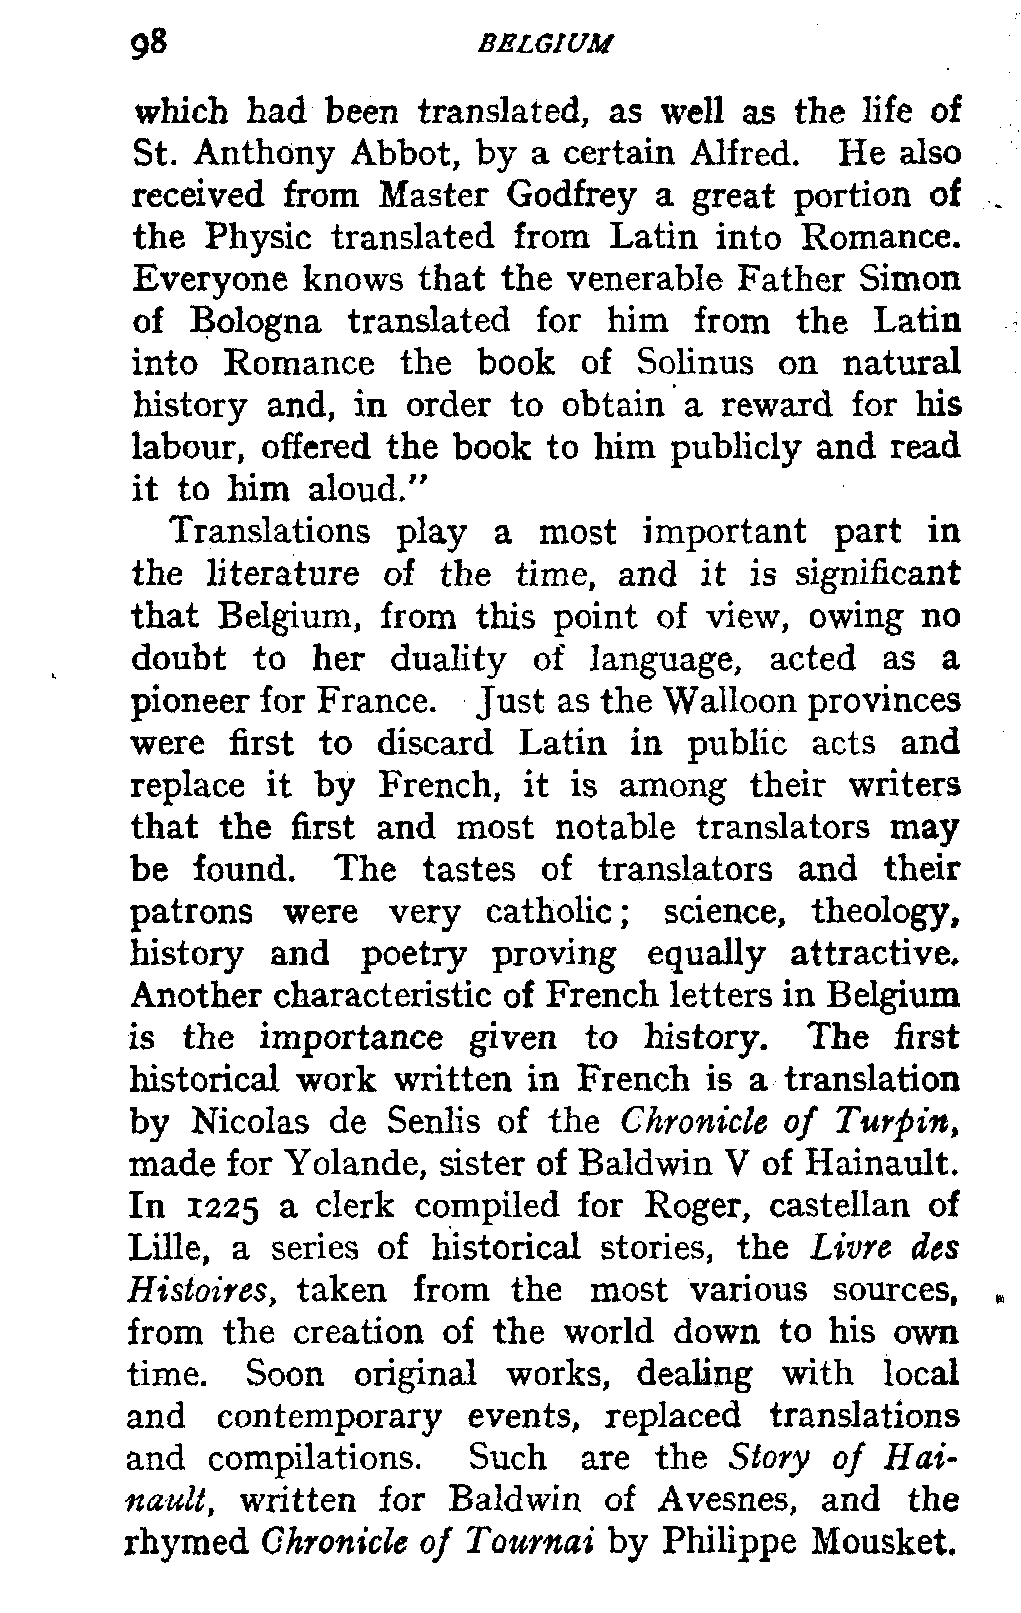 98 BELGIUM
which had been translated, as well as the life of
St. Anthony Abbot, by a certain Alfred. He also
received from Master Godfrey a great portion of
the Physic translated from Latin into Romance.
Everyone knows that the venerable Father Simon
of Bologna translated for him from the Latin
into Romance the book of Solinus on natural
history and, in order to obtain a reward for his
labour, offered the book to him publicly and read
it to him aloud."
Translations play a most important part in
the literature of the time, and it is significant
that Belgium, from this point of view, owing no
doubt to her duality of language, acted as a
pioneer for France. Just as the Walloon provinces
were first to discard Latin in public acts and
replace it by French, it is among their writers
that the first and most notable translators may
be found. The tastes of translators and their
patrons were very catholic; science, theology,
history and poetry proving equally attractive.
Another characteristic of French letters in Belgium
is the importance given to history. The first
historical work written in French is a translation
by Nicolas de Senlis of the Chronicle of Turpin,
made for Yolande, sister of Baldwin V of Hainault.
In 1225 a clerk compiled for Roger, castellan of
Lille, a series of historical stories, the Livre des
Histoires, taken from the most various sources,
from the creation of the world down to his own
time. Soon original works, dealing with local
and contemporary events, replaced translations
and compilations. Such are the Story of Hai-
nault, written for Baldwin of Avesnes, and the
rhymed Chronicle of Tournai by Philippe Mousket.